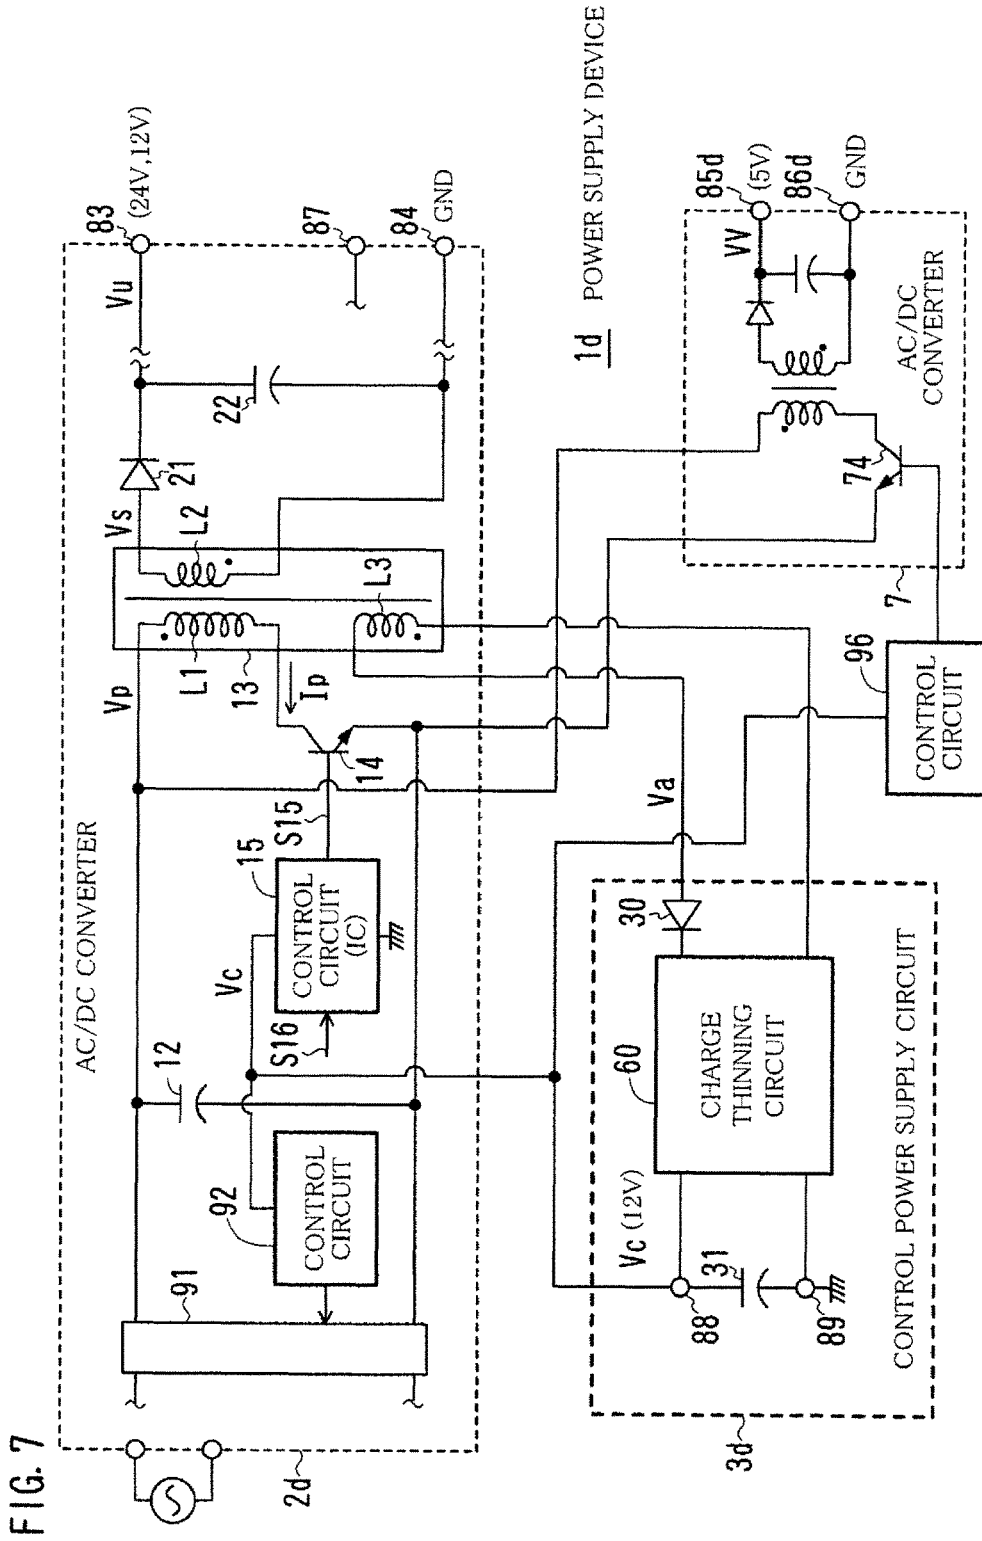 FIG. 7
1d POWER SUPPLY DEVICE
AC/DC CONVERTER
2d
91
92
CONTROL
CIRCUIT
12
Vc
S16
15
CONTROL
CIRCUIT
(IC)
S15
14
Ip
Vp
13
L1
L2
L3
Vs
21
22
Vu
83
(24V,12V)
87
84
GND
3d
CONTROL POWER SUPPLY CIRCUIT
88
89
31
Vc (12V)
60
CHARGE
THINNING
CIRCUIT
30
Va
96
CONTROL
CIRCUIT
7
74
AC/DC
CONVERTER
VV
85d
(5V)
86d
GND